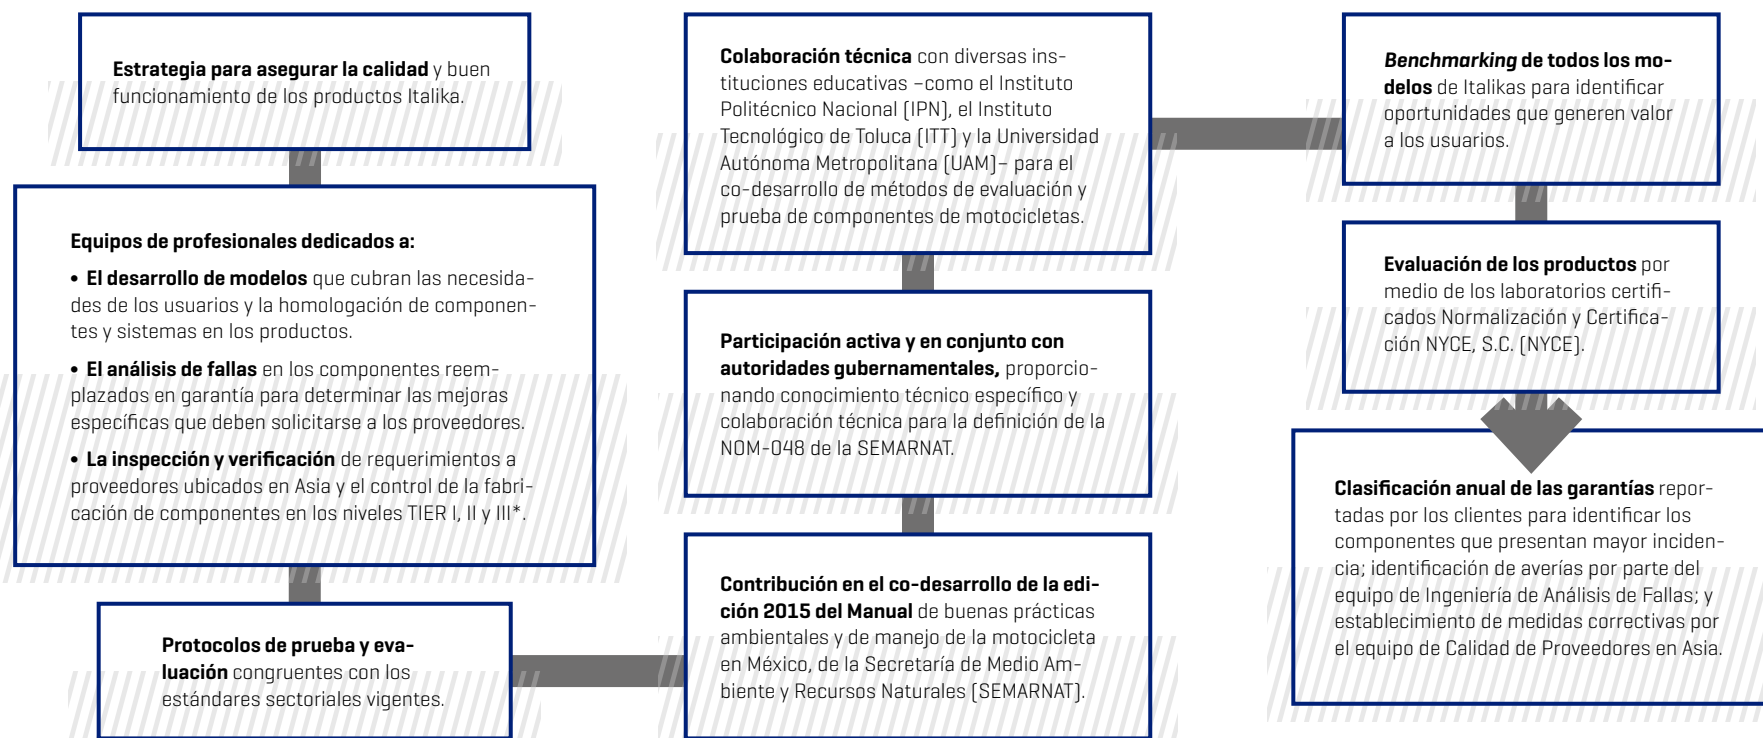 Estrategia para asegurar la calidad y buen
funcionamiento de los productos Italika.
Equipos de profesionales dedicados a:
• El desarrollo de modelos que cubran las necesida-
des de los usuarios y la homologación de componen-
tes y sistemas en los productos.
• El análisis de fallas en los componentes reem-
plazados en garantía para determinar las mejoras
específicas que deben solicitarse a los proveedores.
• La inspección y verificación de requerimientos a
proveedores ubicados en Asia y el control de la fabri-
cación de componentes en los niveles TIER I, II y III*.
Protocolos de prueba y eva-
luación congruentes con los
estándares sectoriales vigentes.
Contribución en el co-desarrollo de la edi-
ción 2015 del Manual de buenas prácticas
ambientales y de manejo de la motocicleta
en México, de la Secretaría de Medio Am-
biente y Recursos Naturales (SEMARNAT).
Participación activa y en conjunto con
autoridades gubernamentales, proporcio-
nando conocimiento técnico específico y
colaboración técnica para la definición de la
NOM-048 de la SEMARNAT.
Colaboración técnica con diversas ins-
tituciones educativas –como el Instituto
Politécnico Nacional (IPN), el Instituto
Tecnológico de Toluca (ITT) y la Universidad
Autónoma Metropolitana (UAM)– para el
co-desarrollo de métodos de evaluación y
prueba de componentes de motocicletas.
Benchmarking de todos los mo-
delos de Italikas para identificar
oportunidades que generen valor
a los usuarios.
Evaluación de los productos por
medio de los laboratorios certifi-
cados Normalización y Certifica-
ción NYCE, S.C. (NYCE).
Clasificación anual de las garantías repor-
tadas por los clientes para identificar los
componentes que presentan mayor inciden-
cia; identificación de averías por parte del
equipo de Ingeniería de Análisis de Fallas; y
establecimiento de medidas correctivas por
el equipo de Calidad de Proveedores en Asia.